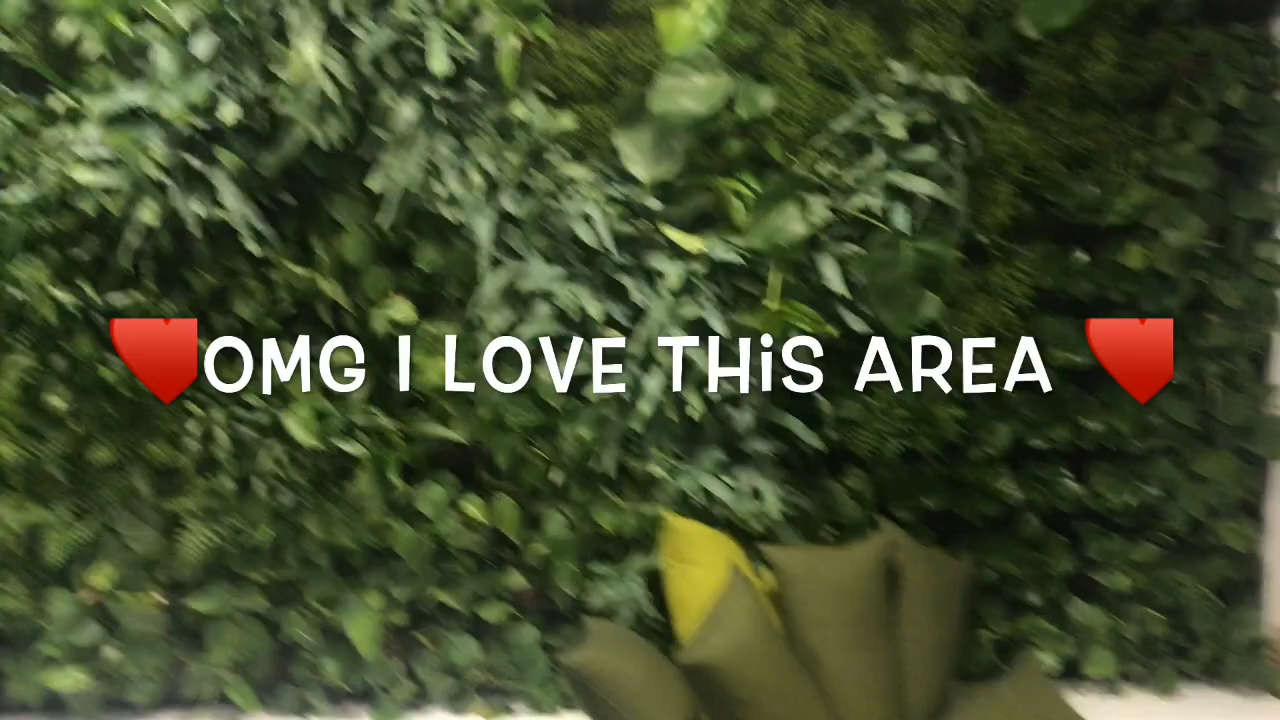 ♥️OMG I LOVE THiS AREA ♥️